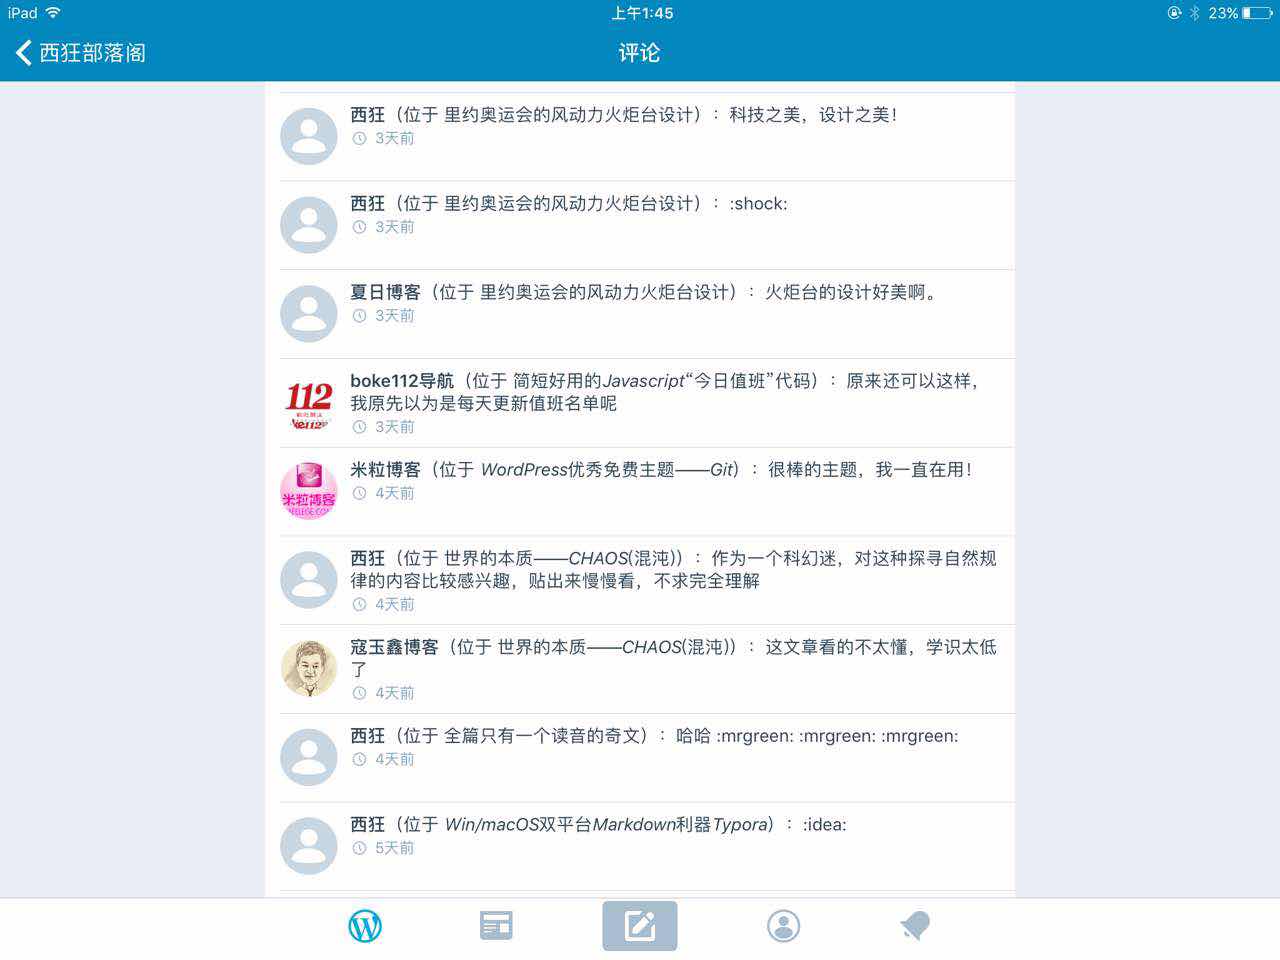 iPad 上午1:45 23%
西狂部落阁 评论
西狂（位于 里约奥运会的风动力火炬台设计）：科技之美，设计之美！
3天前
西狂（位于 里约奥运会的风动力火炬台设计）：:shock:
3天前
夏日博客（位于 里约奥运会的风动力火炬台设计）：火炬台的设计好美啊。
3天前
112
boke112导航（位于 简短好用的Javascript“今日值班”代码）：原来还可以这样，
我原先以为是每天更新值班名单呢
3天前
米粒博客（位于 WordPress优秀免费主题——Git）：很棒的主题，我一直在用！
米粒博客
4天前
西狂（位于 世界的本质——CHAOS(混沌)）：作为一个科幻迷，对这种探寻自然规
律的内容比较感兴趣，贴出来慢慢看，不求完全理解
4天前
寇玉鑫博客（位于 世界的本质——CHAOS(混沌)）：这文章看的不太懂，学识太低
了
4天前
西狂（位于 全篇只有一个读音的奇文）：哈哈 :mrgreen: :mrgreen: :mrgreen:
4天前
西狂（位于 Win/macOS双平台Markdown利器Typora）：:idea:
5天前